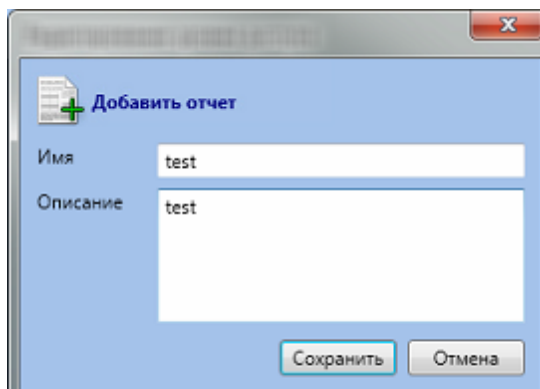 Добавить отчет
Имя
test
Описание
test
Сохранить
Отмена